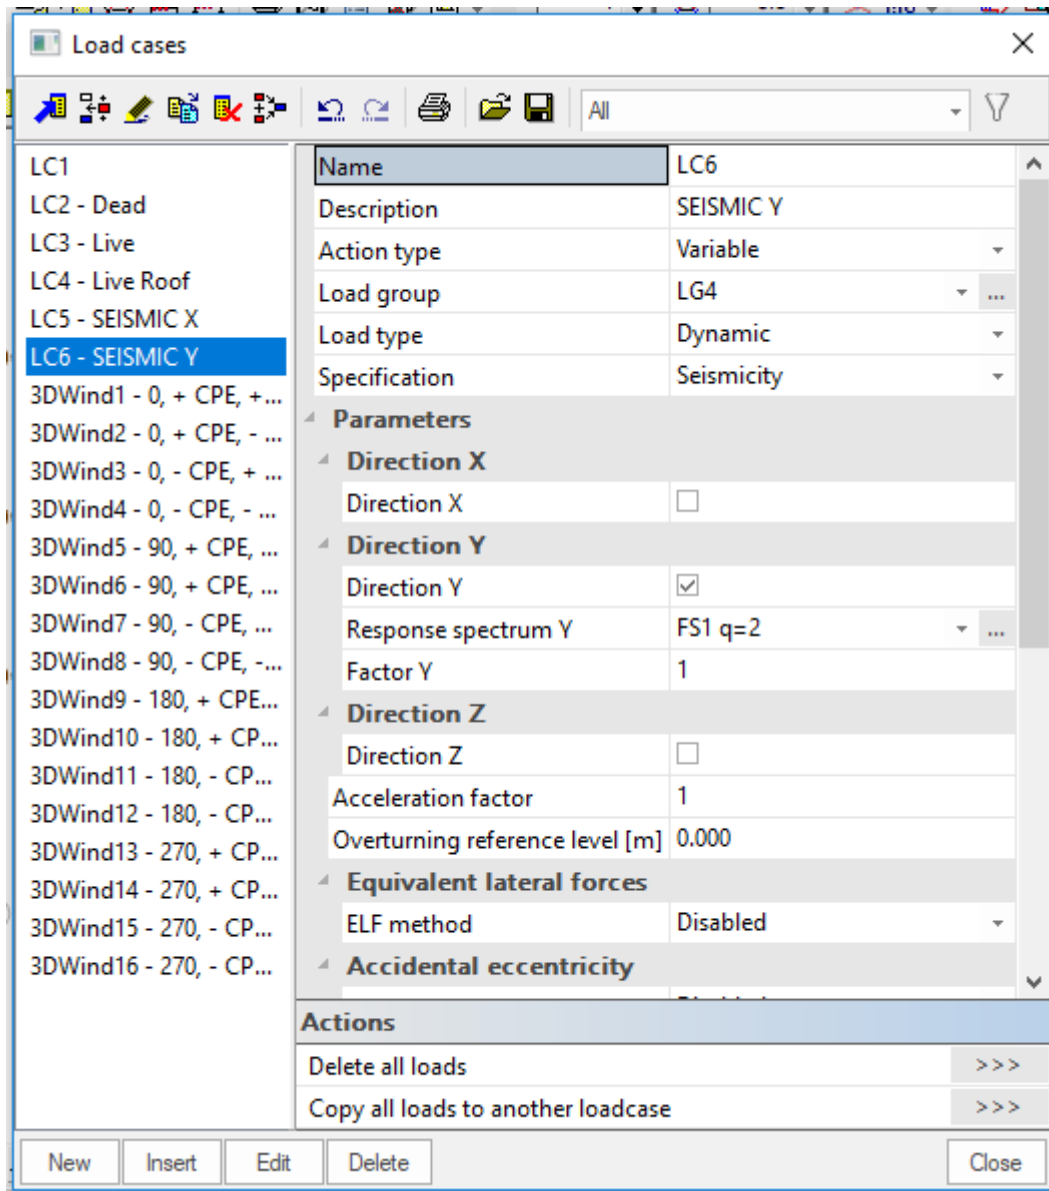 Load cases
All
LC1
LC2 - Dead
LC3 - Live
LC4 - Live Roof
LC5 - SEISMIC X
LC6 - SEISMIC Y
3DWind1 - 0, + CPE, +...
3DWind2 - 0, + CPE, - ...
3DWind3 - 0, - CPE, + ...
3DWind4 - 0, - CPE, - ...
3DWind5 - 90, + CPE, ...
3DWind6 - 90, + CPE, ...
3DWind7 - 90, - CPE, ...
3DWind8 - 90, - CPE, -...
3DWind9 - 180, + CPE...
3DWind10 - 180, + CP...
3DWind11 - 180, - CP...
3DWind12 - 180, - CP...
3DWind13 - 270, + CP...
3DWind14 - 270, + CP...
3DWind15 - 270, - CP...
3DWind16 - 270, - CP...
Name LC6
Description SEISMIC Y
Action type Variable
Load group LG4 ...
Load type Dynamic
Specification Seismicity
Parameters
Direction X
Direction X
Direction Y
Direction Y
Response spectrum Y FS1 q=2 ...
Factor Y 1
Direction Z
Direction Z
Acceleration factor 1
Overturning reference level [m] 0.000
Equivalent lateral forces
ELF method Disabled
Accidental eccentricity
Actions
Delete all loads >>>
Copy all loads to another loadcase >>>
New Insert Edit Delete Close